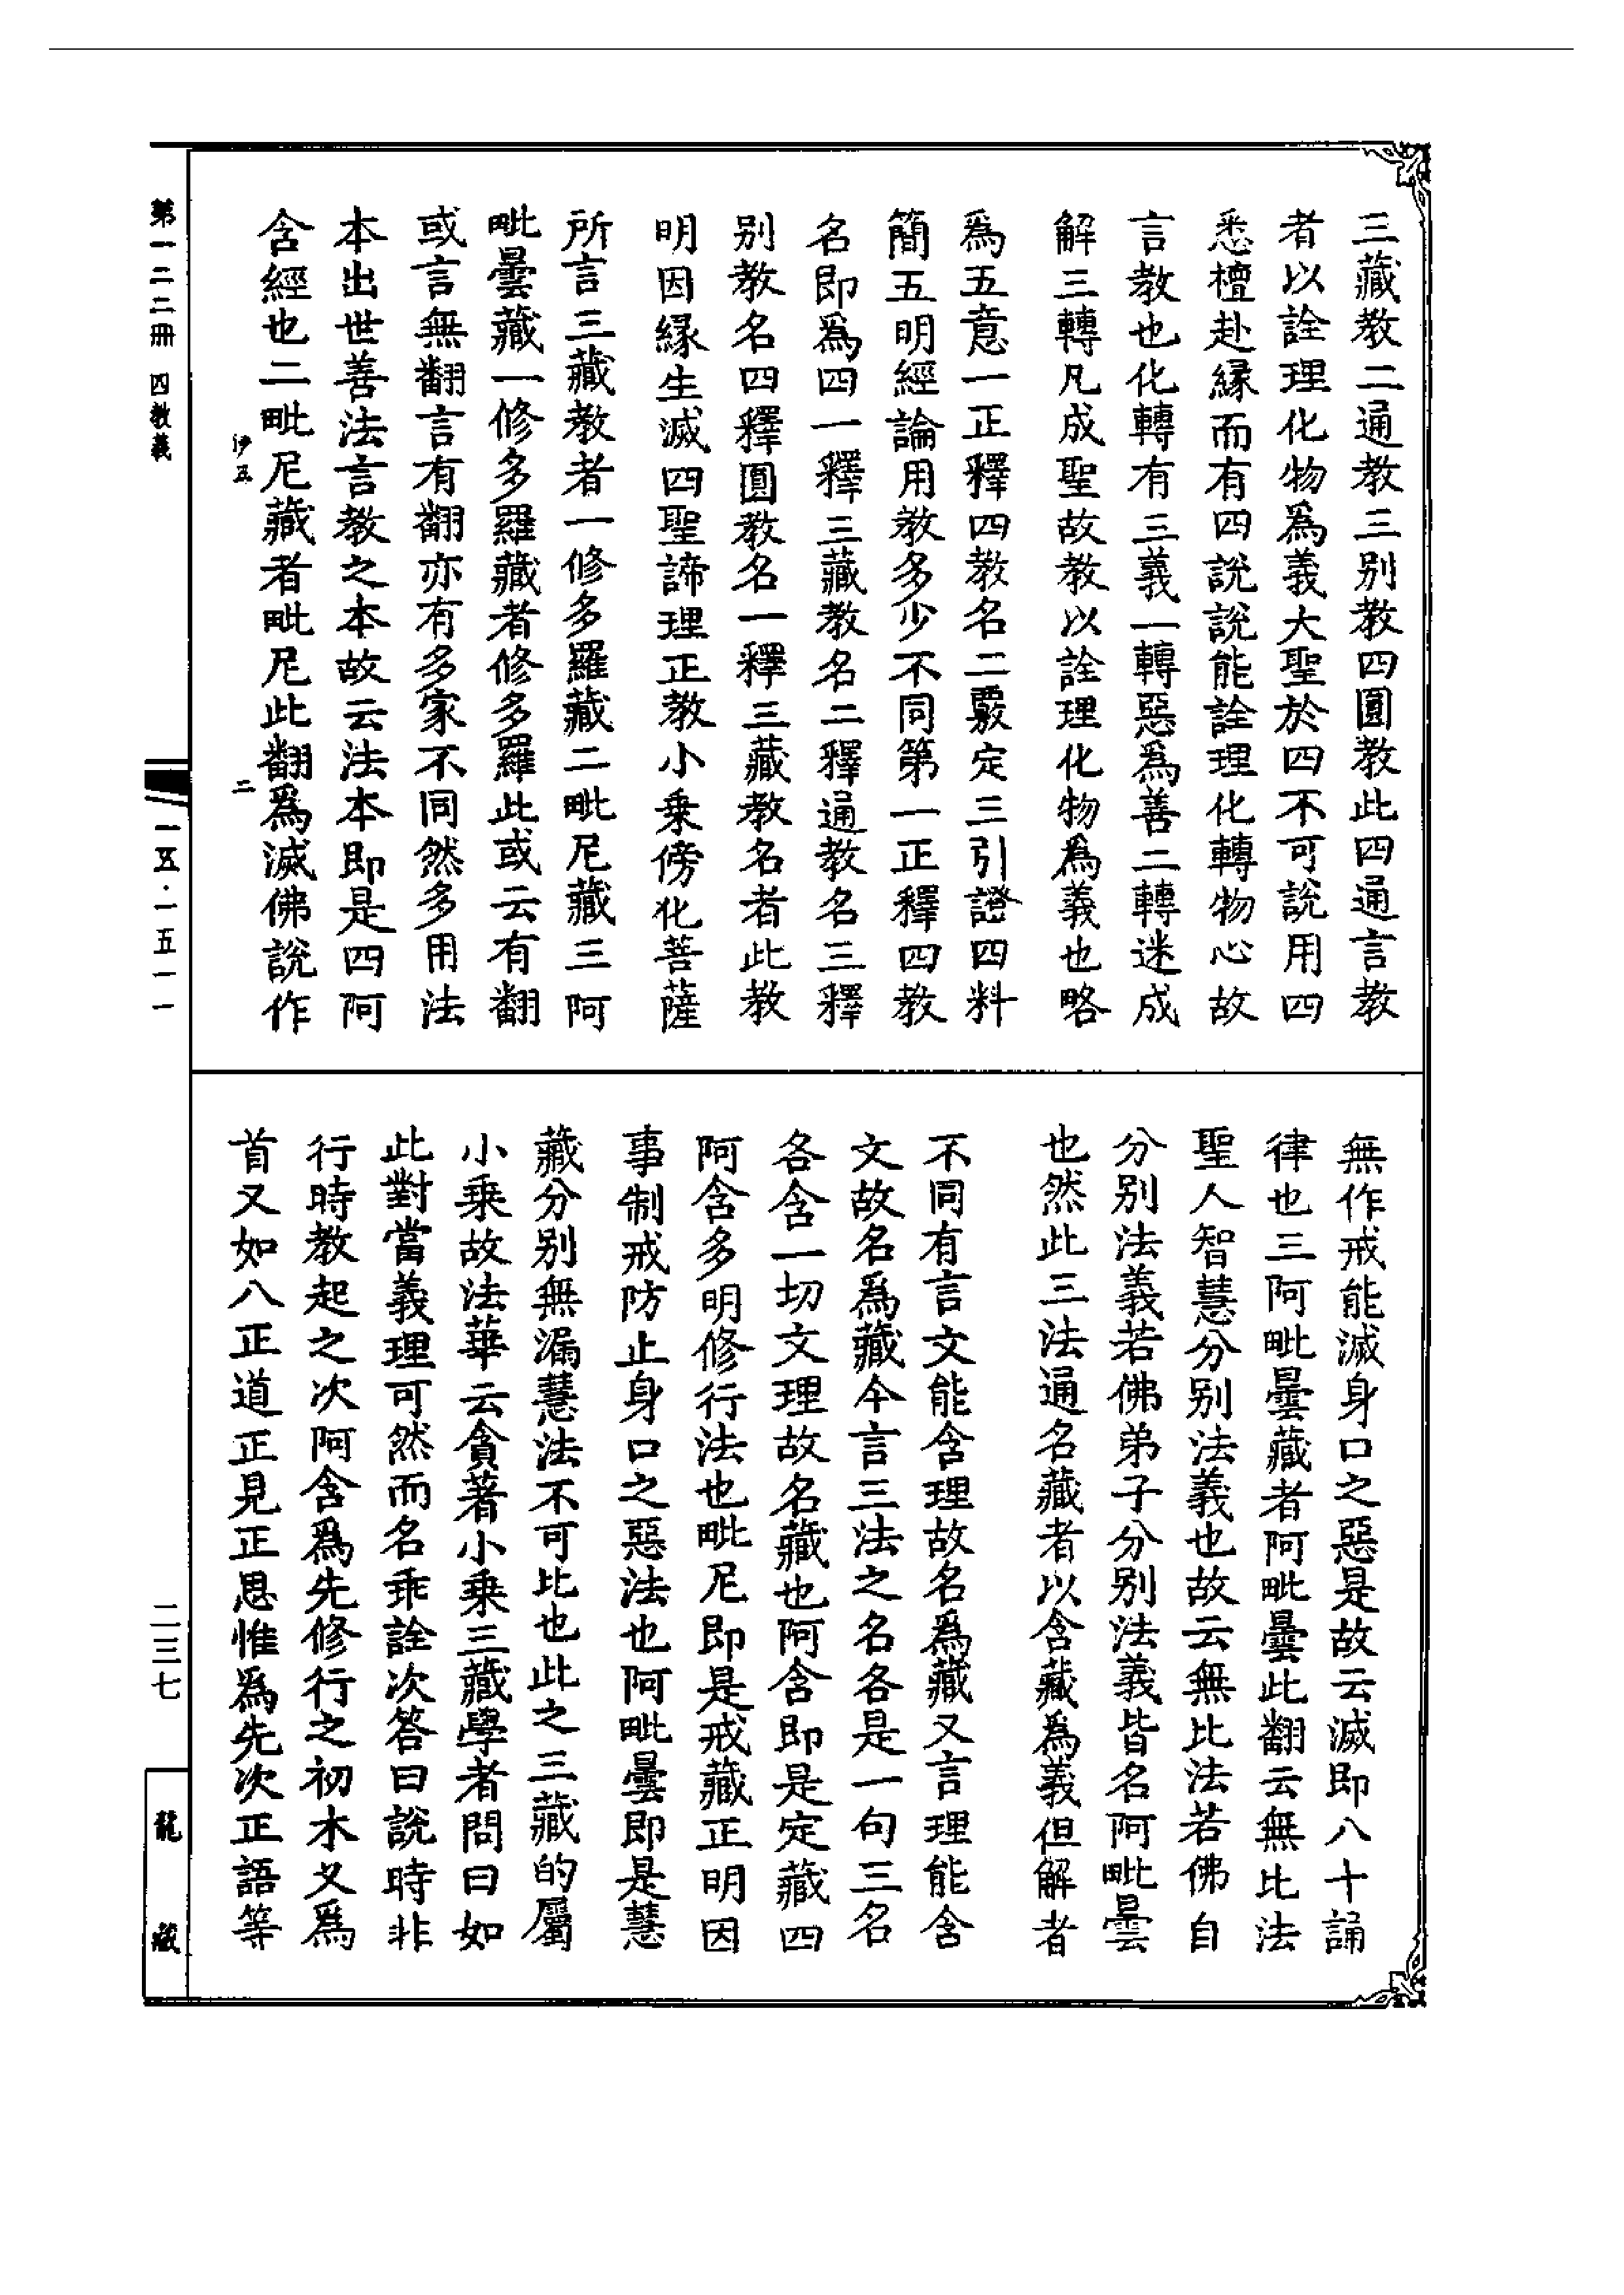 三藏教二通教三别教四圓教此四通言教
者以詮理化物爲義大聖於四不可說用四
悉檀赴緣而有四說說能詮理化轉物心故
言教也化轉有三義一轉惡爲善二轉迷成
解三轉凡成聖故教以詮理化物爲義也略
爲五意一正釋四教名二覈定三引證四料
簡五明經論用教多少不同第一正釋四教
名即爲四一釋三藏教名二釋通教名三釋
别教名四釋圓教名一釋三藏教名者此教
明因緣生滅四聖諦理正教小乘傍化菩薩
所言三藏教者一修多羅藏二毗尼藏三阿
毗曇藏一修多羅藏者修多羅此或云有翻
或言無翻言有翻亦有多家不同然多用法
本出世善法言教之本故云法本即是四阿
含經也二毗尼藏者毗尼此翻爲滅佛說作
無作戒能滅身口之惡是故云滅即八十誦
律也三阿毗曇藏者阿毗曇此翻云無比法
聖人智慧分别法義也故云無比法若佛自
分别法義若佛弟子分别法義皆名阿毗曇
也然此三法通名藏者以含藏爲義但解者
不同有言文能含理故名爲藏又言理能含
文故名爲藏今言三法之名各是一句三名
各含一切文理故名藏也阿含即是定藏四
阿含多明修行法也毗尼即是戒藏正明因
事制戒防止身口之惡法也阿毗曇即是慧
藏分别無漏慧法不可比也此之三藏的屬
小乘故法華云貪著小乘三藏學者問曰如
此對當義理可然而名乖詮次答曰說時非
行時教起之次阿含爲先修行之初木叉爲
首又如八正道正見正思惟爲先次正語等
第一二二冊 四教義
沙五
二
一五·一五一一
二三七
龍藏